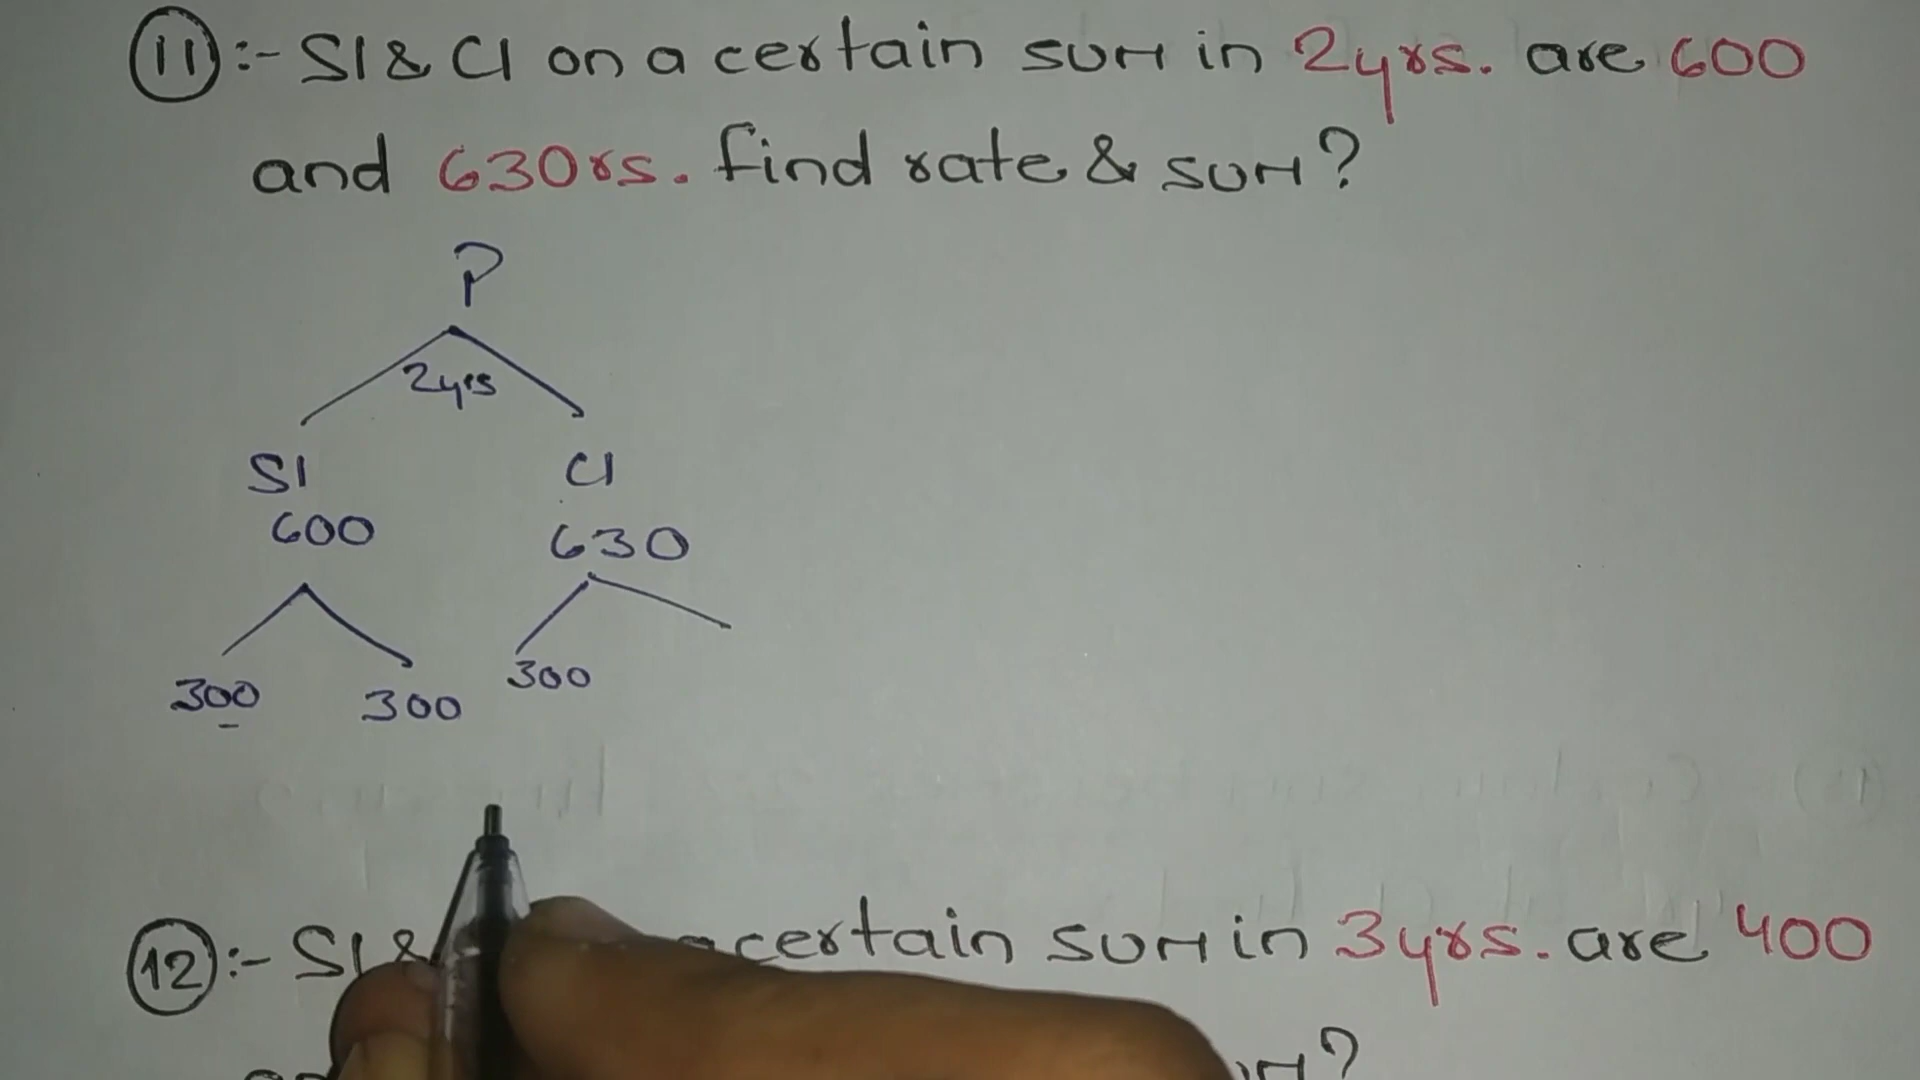 11 :- SI & CI on a certain sum in 2yrs. are 600
and 630rs. find rate & sum?
P
2yrs
SI CI
600 630
300 300 300
12 :- SI & certain sum in 3yrs. are 400
?